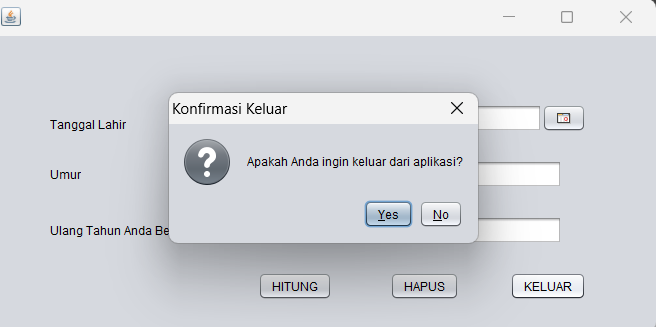 Konfirmasi Keluar
Tanggal Lahir
Apakah Anda ingin keluar dari aplikasi?
Umur
Yes No
Ulang Tahun Anda Be
HITUNG HAPUS KELUAR